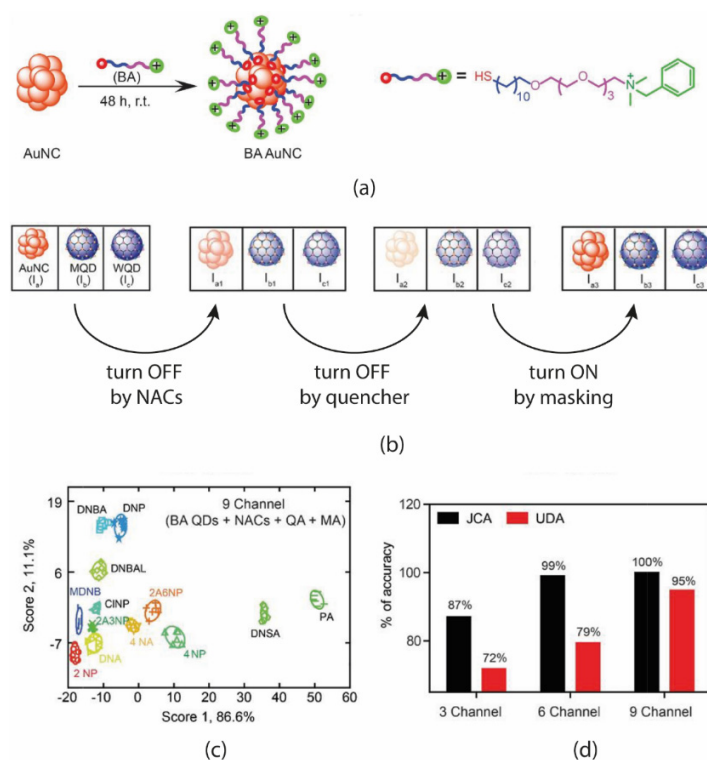 (BA)
48 h, r.t.
AuNC
BA AuNC
=
HS
10
O
O
3
N
+
(a)
AuNC
(Ia)
MQD
(Ib)
WQD
(Ic)
Ia1
Ib1
Ic1
Ia2
Ib2
Ic2
Ia3
Ib3
Ic3
turn OFF
by NACs
turn OFF
by quencher
turn ON
by masking
(b)
9 Channel
(BA QDs + NACs + QA + MA)
Score 2, 11.1%
19
6
-7
DNBA
DNP
DNBAL
MDNB
CINP
2A3NP
2A6NP
4 NA
DNA
2 NP
4 NP
DNSA
PA
-20 -10 0 10 20 30 40 50 60
Score 1, 86.6%
(c)
JCA
UDA
% of accuracy
120
100
80
87%
72%
99%
79%
100%
95%
3 Channel
6 Channel
9 Channel
(d)